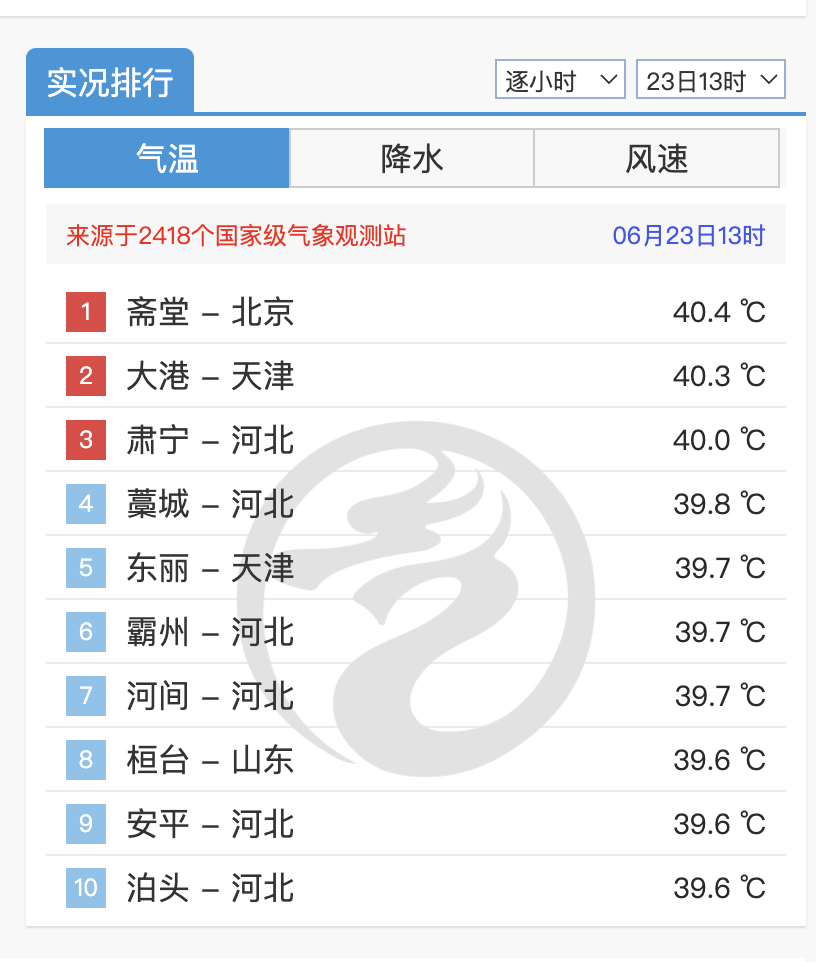 实况排行 逐小时 23日13时
气温 降水 风速
来源于2418个国家级气象观测站 06月23日13时
1 斋堂 – 北京 40.4 ℃
2 大港 – 天津 40.3 ℃
3 肃宁 – 河北 40.0 ℃
4 藁城 – 河北 39.8 ℃
5 东丽 – 天津 39.7 ℃
6 霸州 – 河北 39.7 ℃
7 河间 – 河北 39.7 ℃
8 桓台 – 山东 39.6 ℃
9 安平 – 河北 39.6 ℃
10 泊头 – 河北 39.6 ℃